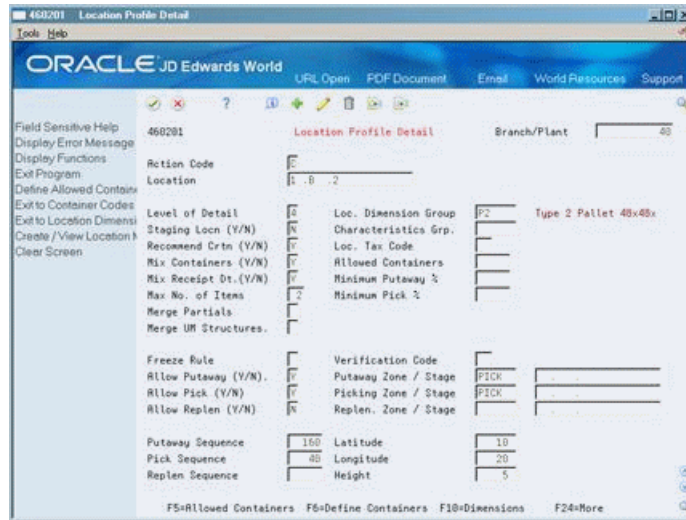 460201 Location Profile Detail
Tools Help
ORACLE JD Edwards World
URL Open PDF Document Email World Resources Support
Field Sensitive Help
Display Error Message
Display Functions
Exit Program
Define Allowed Contain
Exit to Container Codes
Exit to Location Dimensi
Create / View Location M
Clear Screen
460201 Location Profile Detail Branch/Plant 40
Action Code
Location 1 .B .2
Level of Detail 4 Loc. Dimension Group P2 Type 2 Pallet 48x48x
Staging Locn (Y/N) N Characteristics Grp.
Recommend Crtn (Y/N) Y Loc. Tax Code
Mix Containers (Y/N) Y Allowed Containers
Mix Receipt Dt.(Y/N) Y Minimum Putaway %
Max No. of Items 2 Minimum Pick %
Merge Partials
Merge UM Structures.
Freeze Rule Verification Code
Allow Putaway (Y/N). Y Putaway Zone / Stage PICK . .
Allow Pick (Y/N) Y Picking Zone / Stage PICK . .
Allow Replen (Y/N) N Replen. Zone / Stage . .
Putaway Sequence 160 Latitude 10
Pick Sequence 40 Longitude 20
Replen Sequence Height 5
F5=Allowed Containers F6=Define Containers F10=Dimensions F24=More